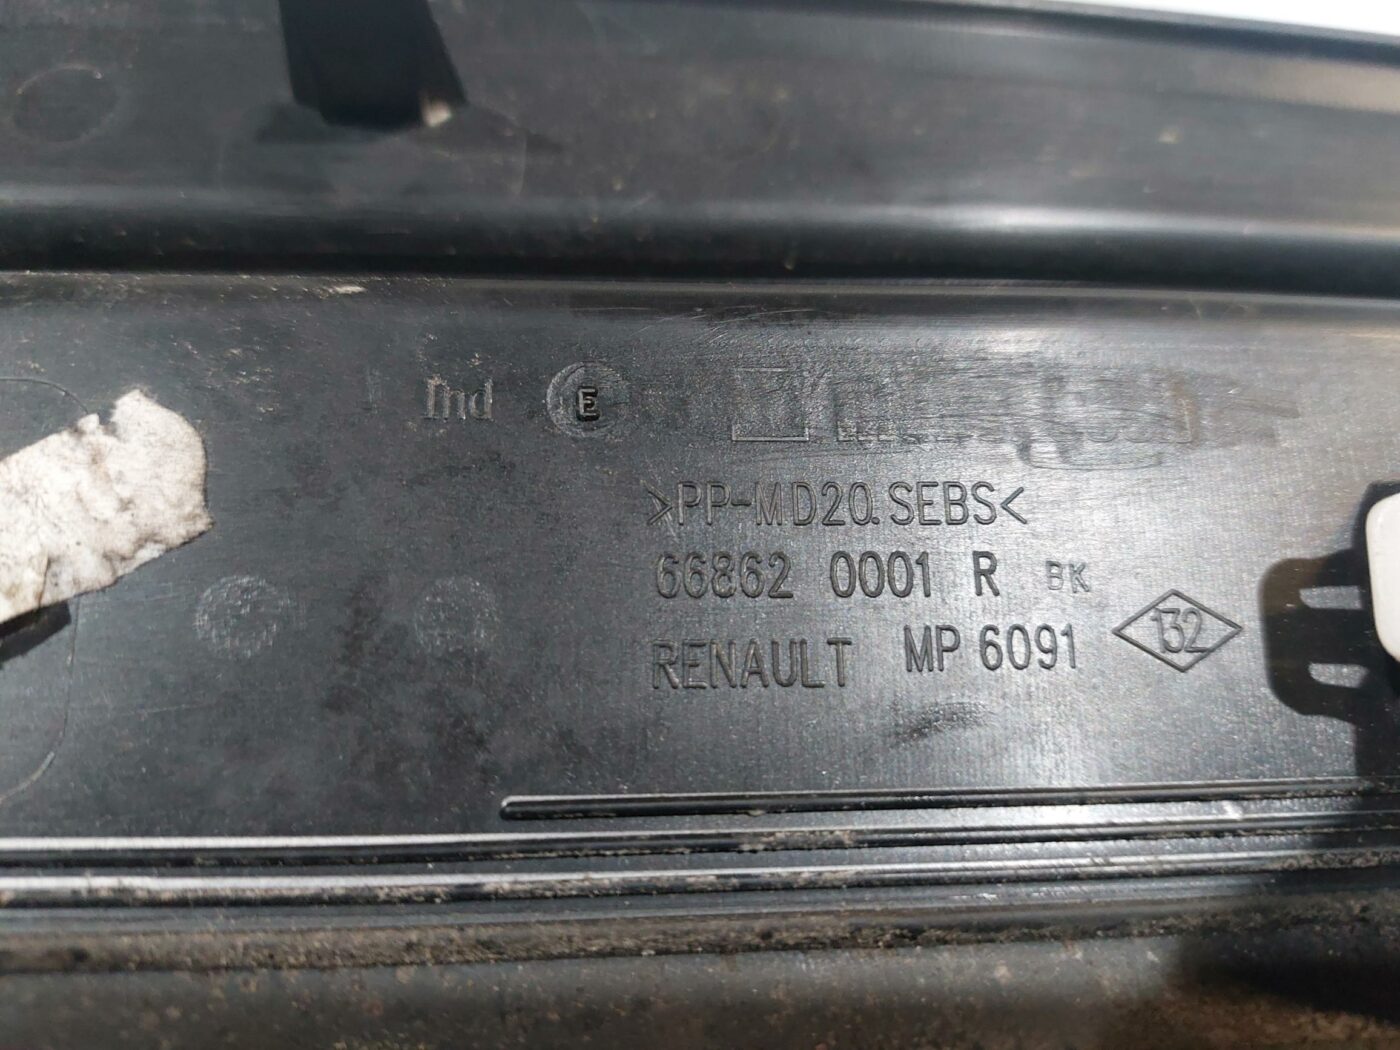 Ind E
>PP-MD20.SEBS<
66862 0001 R BK
RENAULT MP 6091 132